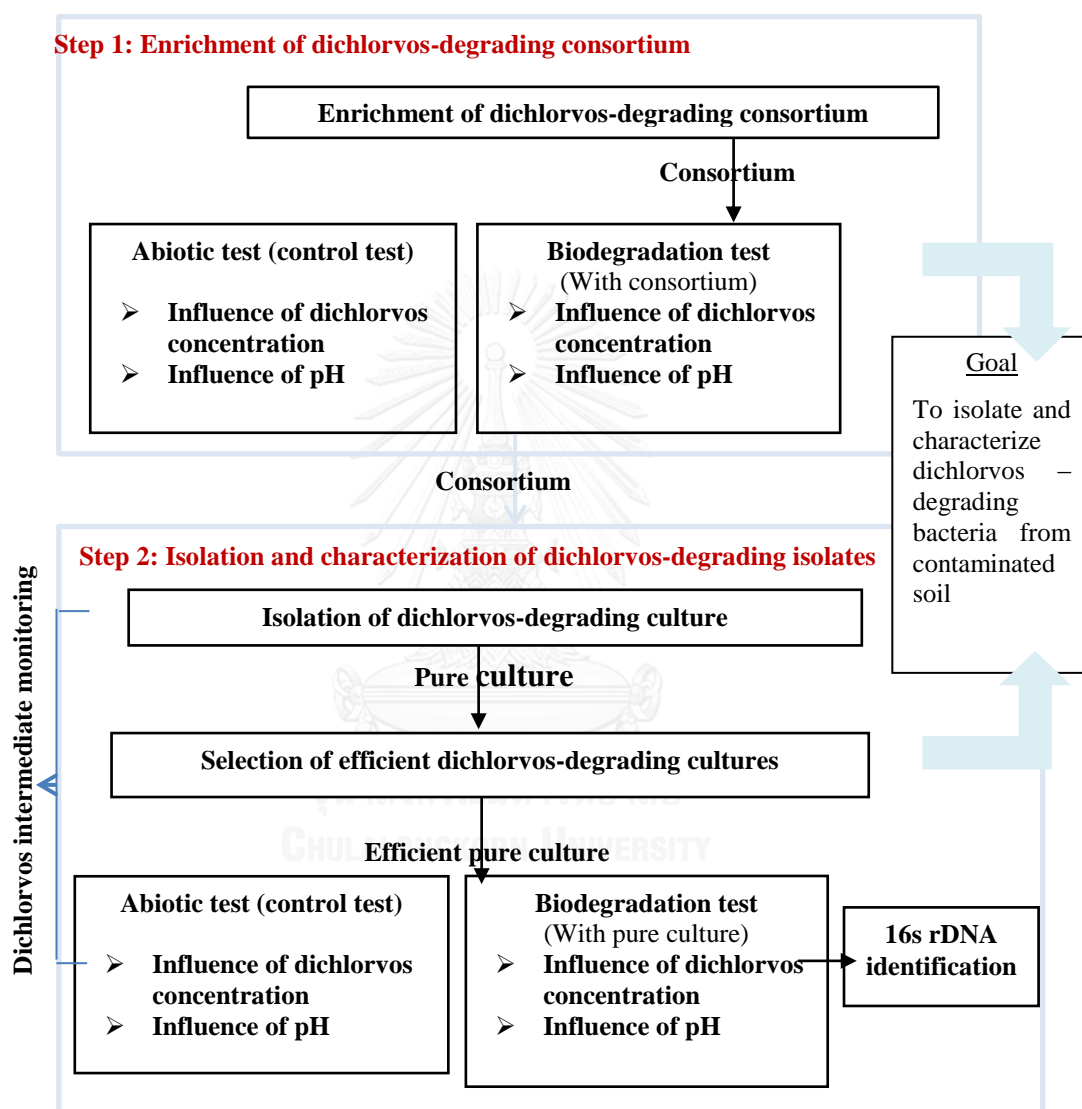 Step 1: Enrichment of dichlorvos-degrading consortium
Enrichment of dichlorvos-degrading consortium
Consortium
Abiotic test (control test)
➢ Influence of dichlorvos
concentration
➢ Influence of pH
Biodegradation test
(With consortium)
➢ Influence of dichlorvos
concentration
➢ Influence of pH
Goal
To isolate and
characterize
dichlorvos –
degrading
bacteria from
contaminated
soil
Consortium
Step 2: Isolation and characterization of dichlorvos-degrading isolates
Dichlorvos intermediate monitoring
Isolation of dichlorvos-degrading culture
Pure culture
Selection of efficient dichlorvos-degrading cultures
CHULALONGKORN UNIVERSITY
Efficient pure culture
Abiotic test (control test)
➢ Influence of dichlorvos
concentration
➢ Influence of pH
Biodegradation test
(With pure culture)
➢ Influence of dichlorvos
concentration
➢ Influence of pH
16s rDNA
identification